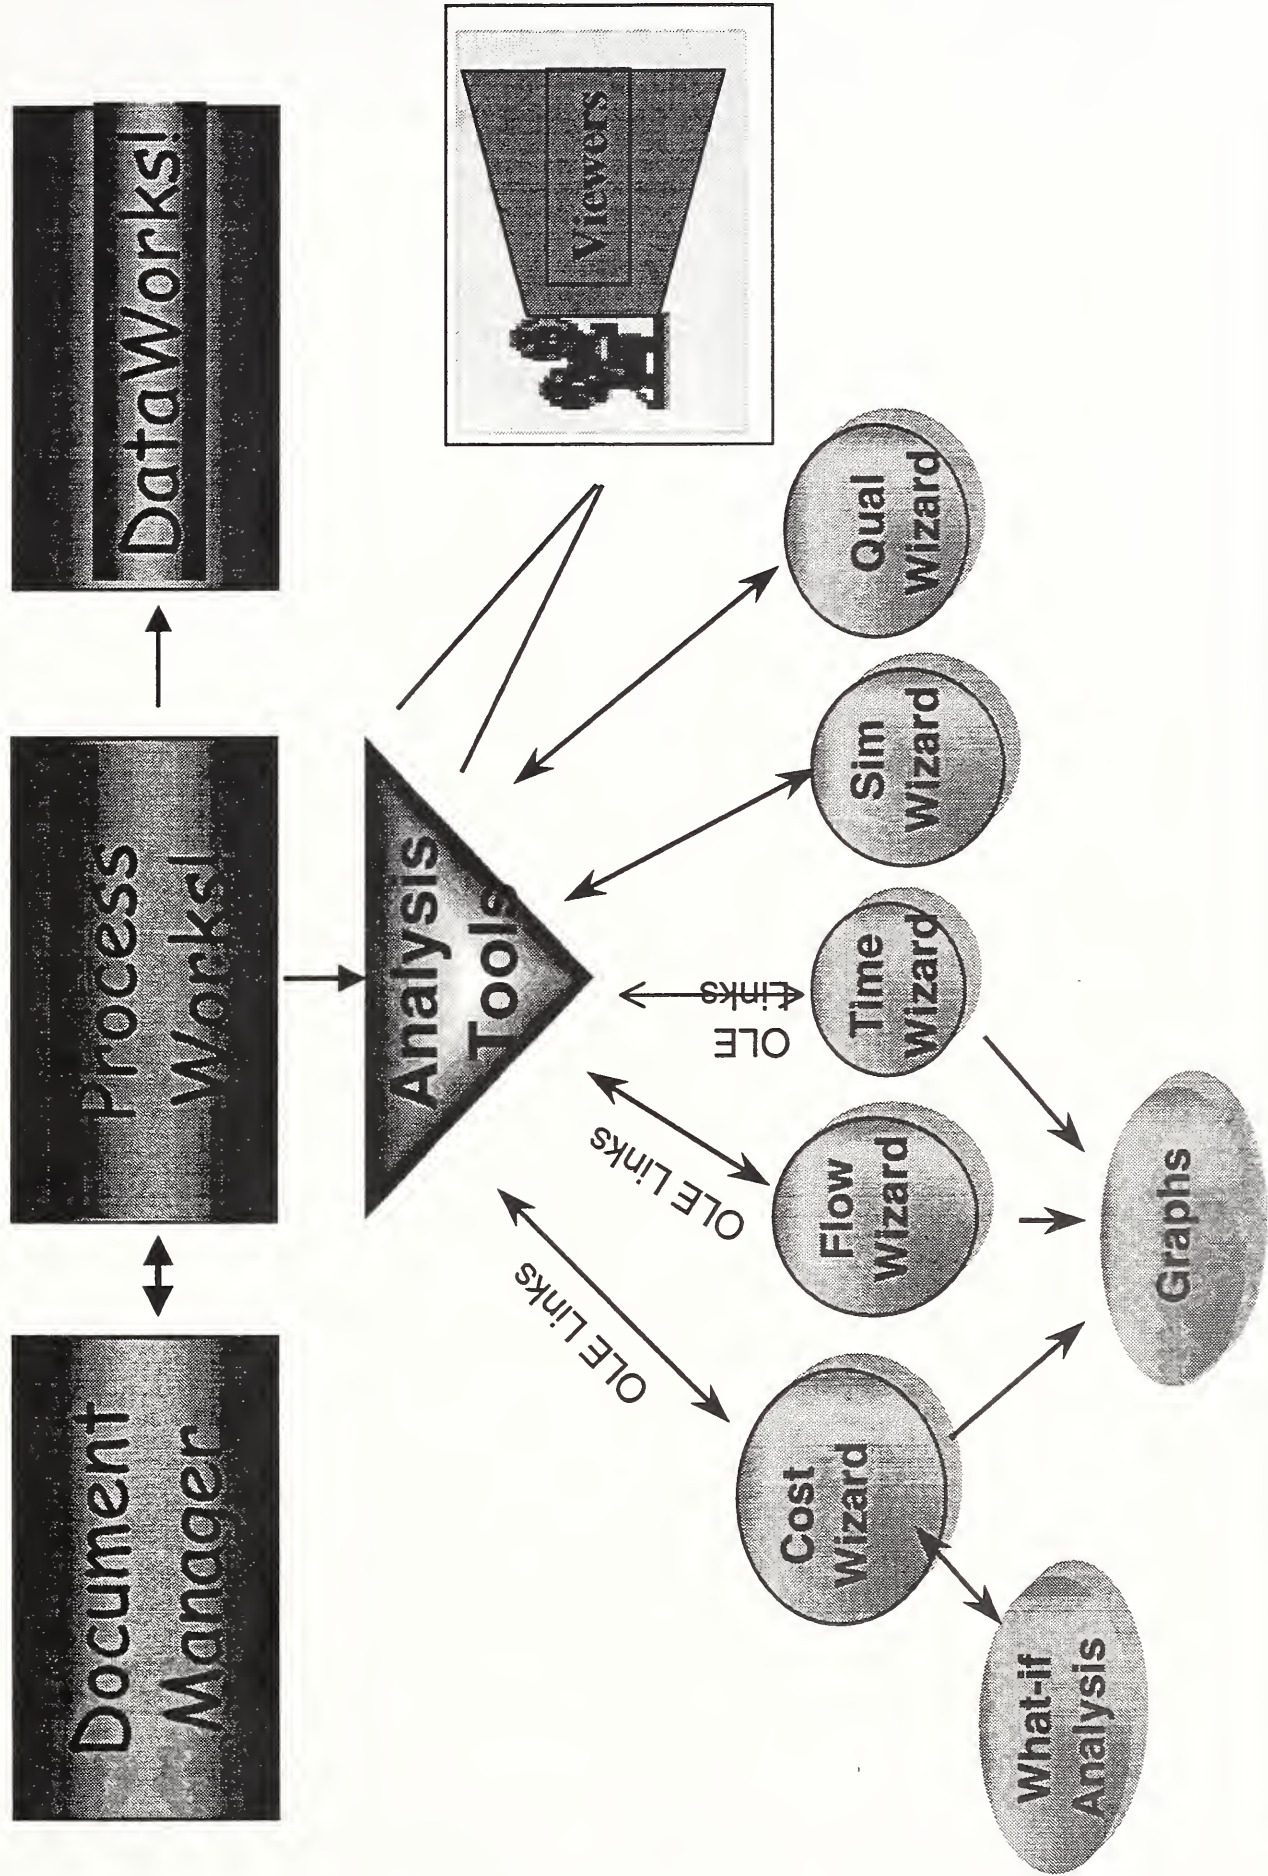 Document
Manager
Process
Works!
DataWorks!
Analysis
Tools
Viewers
OLE Links
OLE Links
OLE
Links
Cost
Wizard
Flow
Wizard
Time
Wizard
Sim
Wizard
Qual
Wizard
What-if
Analysis
Graphs